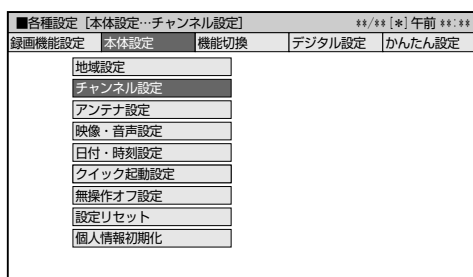 ■各種設定［本体設定…チャンネル設定］ **/**［*］午前**:**
録画機能設定 本体設定 機能切換 デジタル設定 かんたん設定
地域設定
チャンネル設定
アンテナ設定
映像・音声設定
日付・時刻設定
クイック起動設定
無操作オフ設定
設定リセット
個人情報初期化